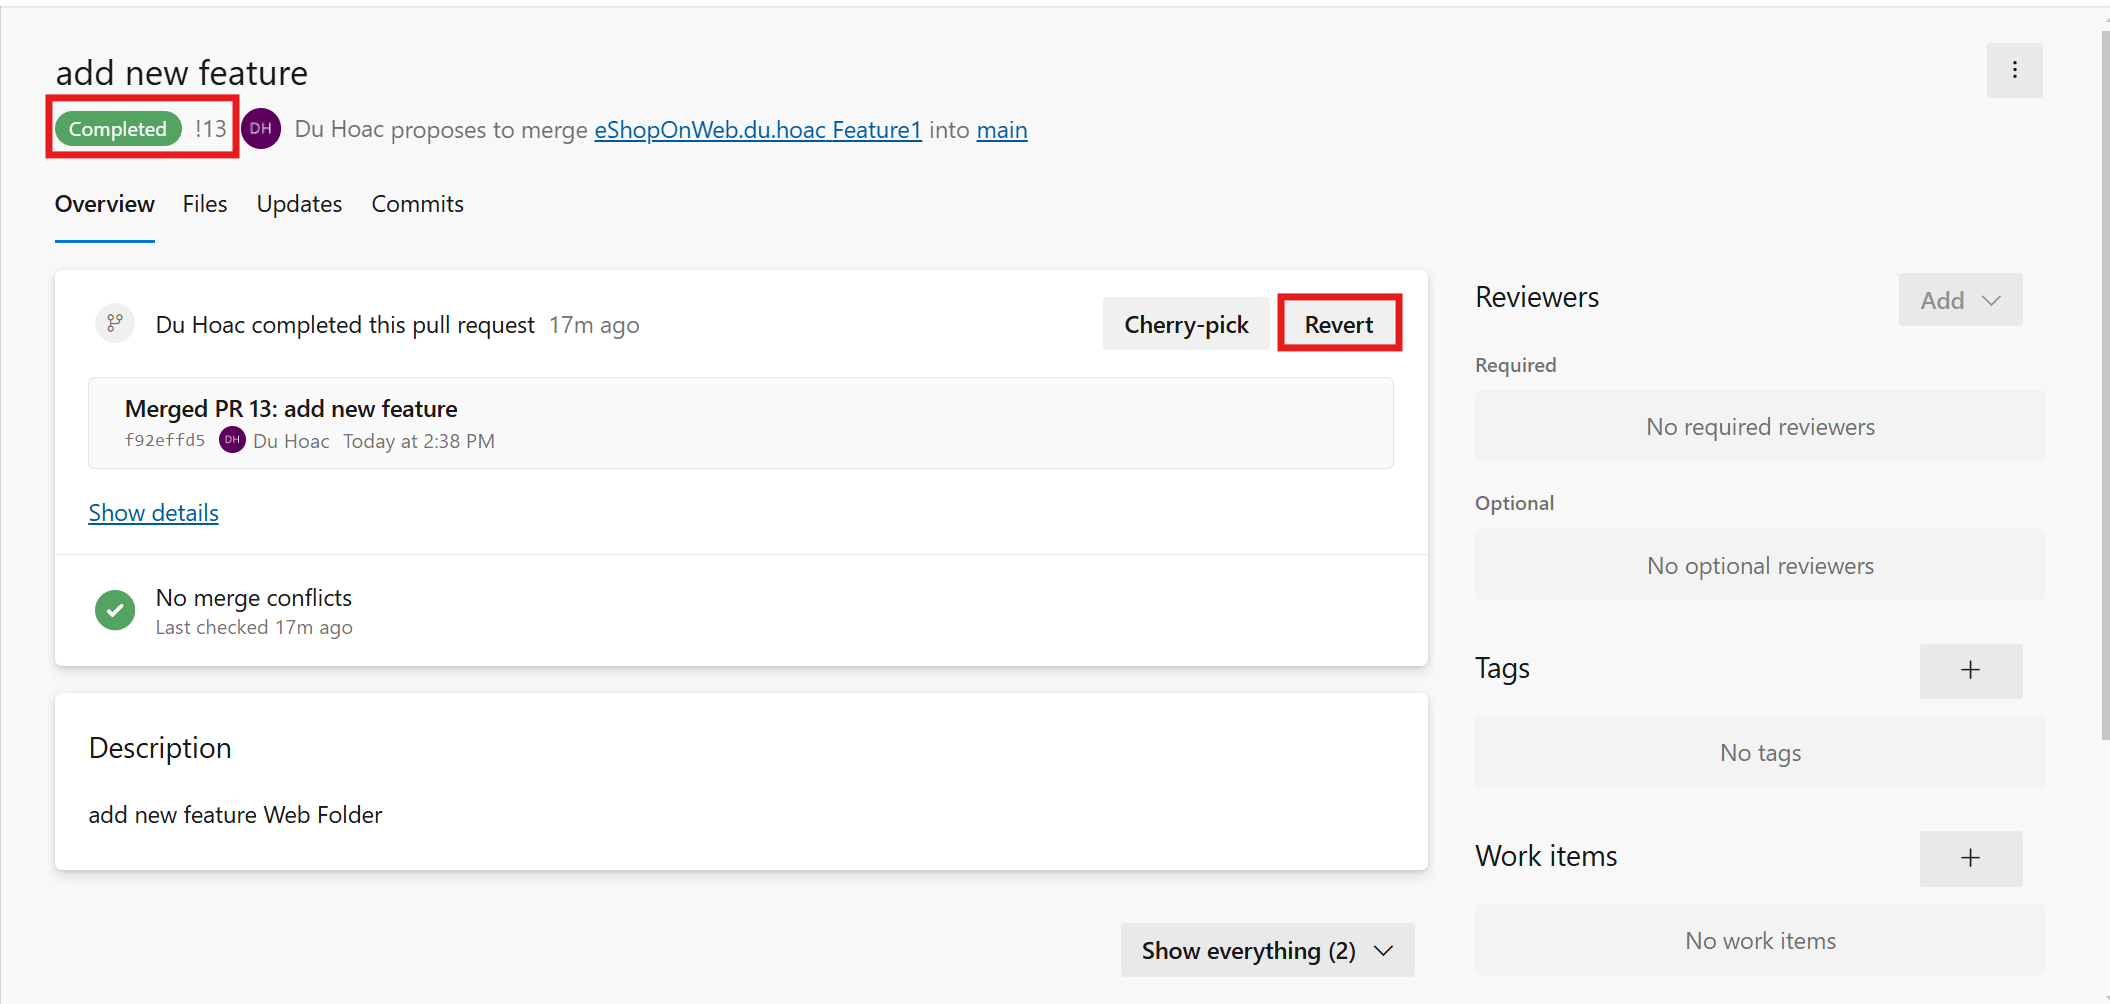 add new feature
Completed !13 DH Du Hoac proposes to merge eShopOnWeb.du.hoac Feature1 into main
Overview Files Updates Commits
Du Hoac completed this pull request 17m ago
Cherry-pick Revert
Merged PR 13: add new feature
f92effd5 DH Du Hoac Today at 2:38 PM
Show details
No merge conflicts
Last checked 17m ago
Description
add new feature Web Folder
Show everything (2)
Reviewers
Add
Required
No required reviewers
Optional
No optional reviewers
Tags
+
No tags
Work items
+
No work items